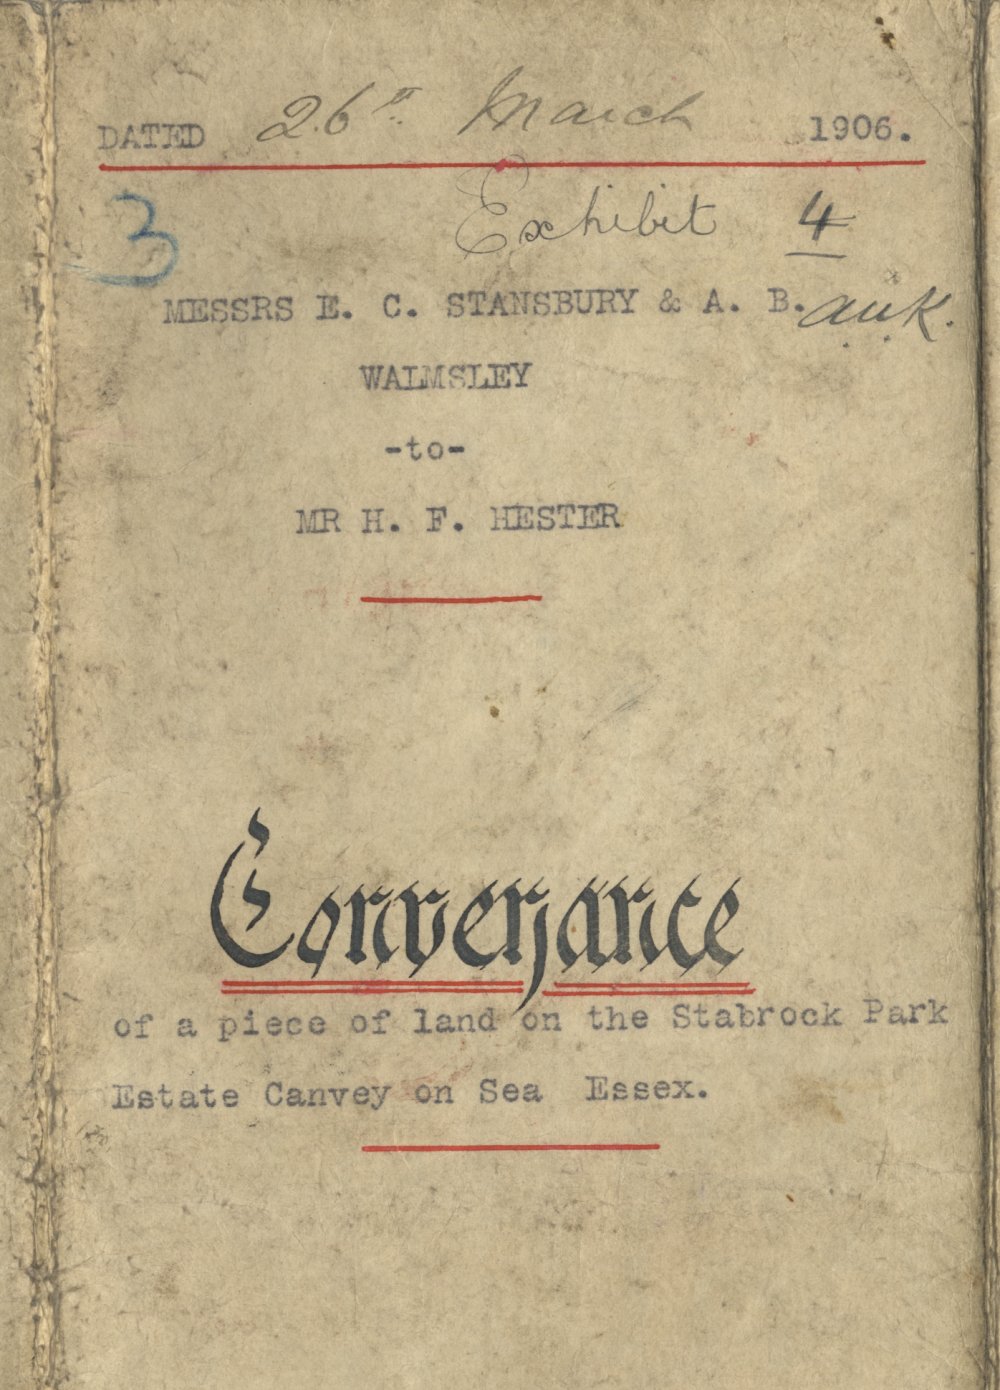 DATED 26th March 1906.
Exhibit 4
3
MESSRS E. C. STANSBURY & A. B.
WALMSLEY
-to-
MR H. F. HESTER
Conveyance
of a piece of land on the Stabrock Park
Estate Canvey on Sea Essex.